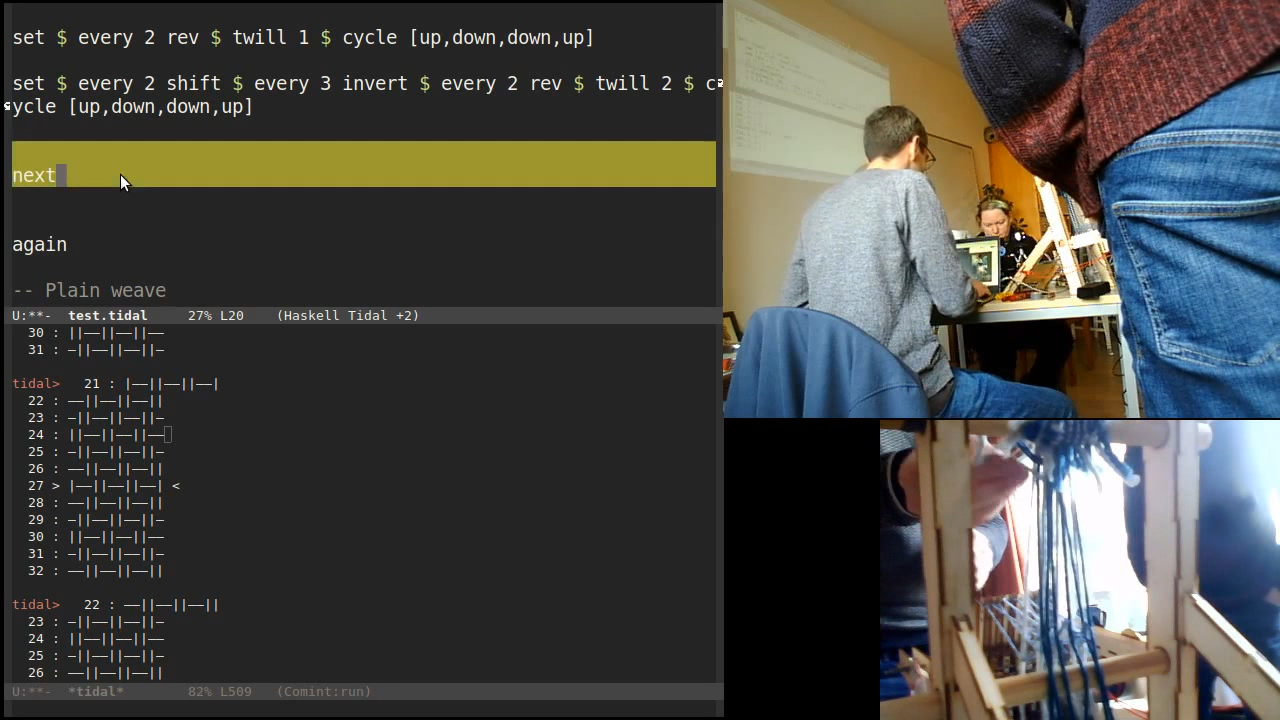 set $ every 2 rev $ twill 1 $ cycle [up,down,down,up]
set $ every 2 shift $ every 3 invert $ every 2 rev $ twill 2 $ c
ycle [up,down,down,up]
next
again
-- Plain weave
U:**-  test.tidal     27% L20    (Haskell Tidal +2)
30 : ||——||——||——
31 : —||——||——||—
tidal>   21 : |——||——||——|
22 : ——||——||——||
23 : —||——||——||—
24 : ||——||——||——
25 : —||——||——||—
26 : ——||——||——||
27 > |——||——||——| <
28 : ——||——||——||
29 : —||——||——||—
30 : ||——||——||——
31 : —||——||——||—
32 : ——||——||——||
tidal>   22 : ——||——||——||
23 : —||——||——||—
24 : ||——||——||——
25 : —||——||——||—
26 : ——||——||——||
U:**-  *tidal*        82% L509   (Comint:run)